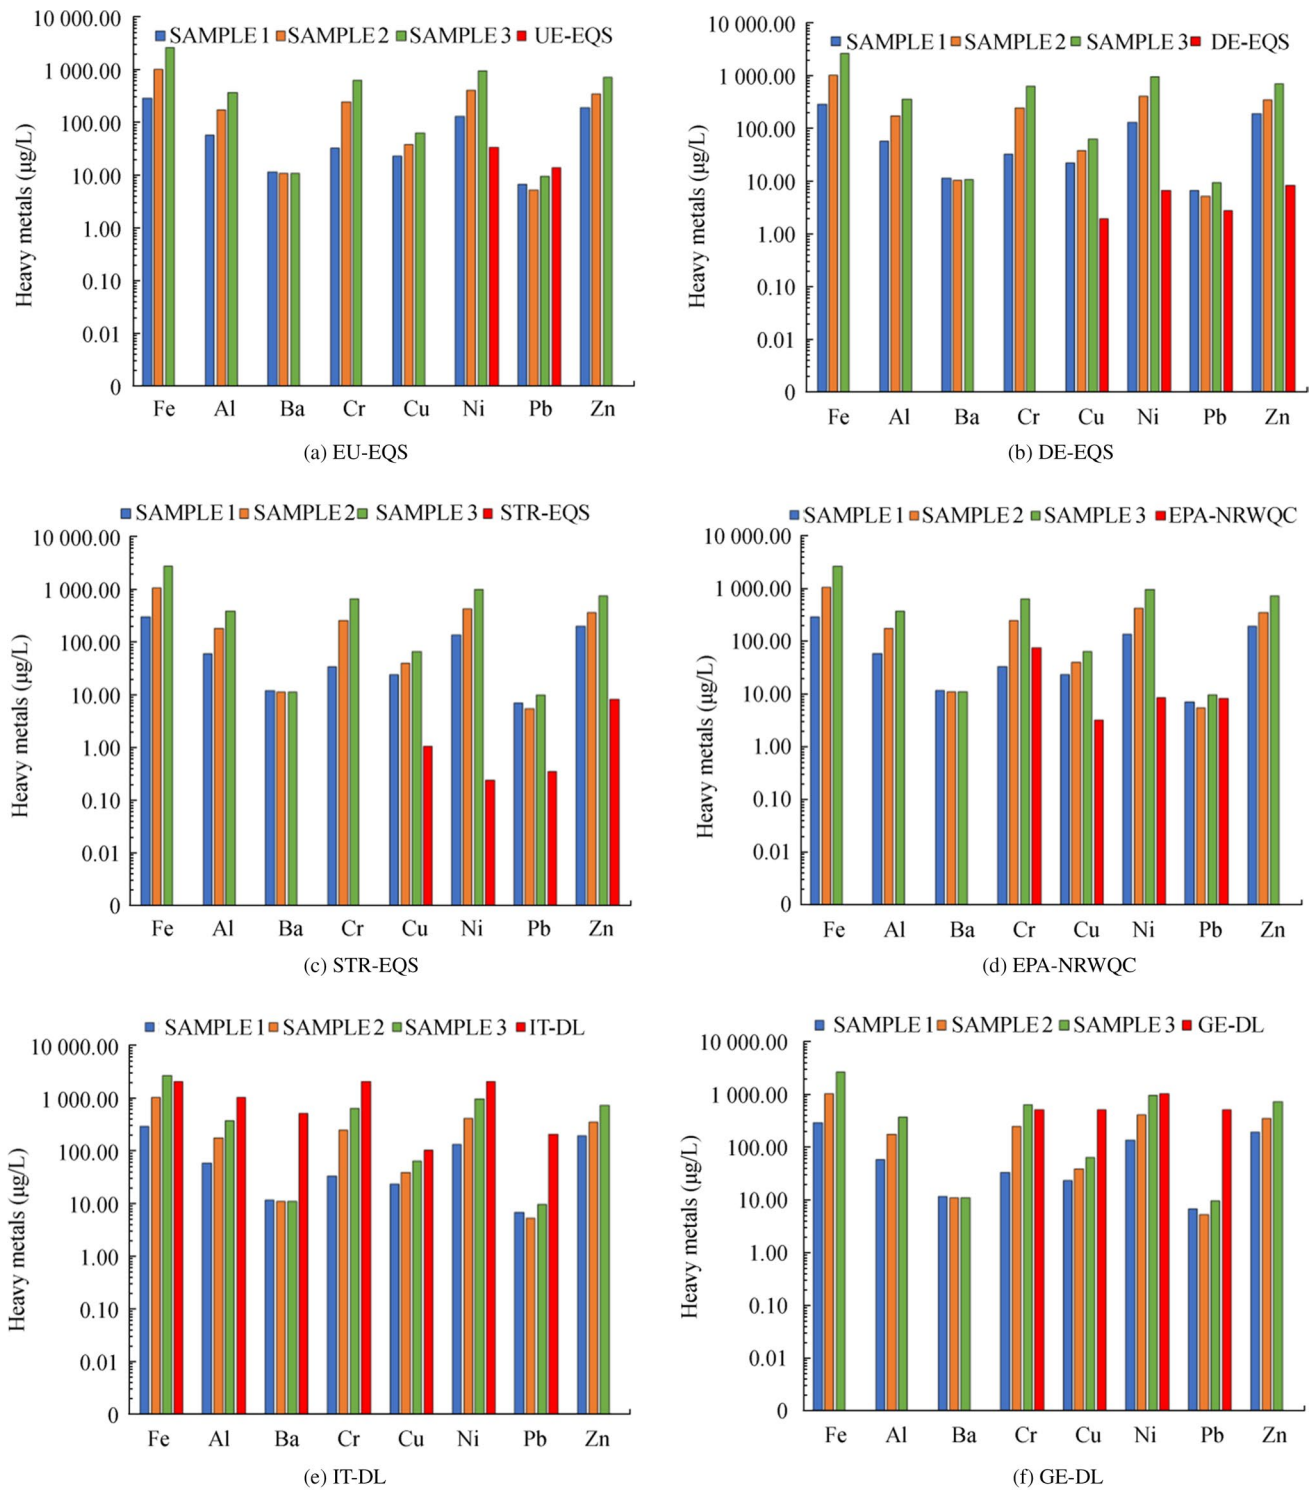 SAMPLE 1 SAMPLE 2 SAMPLE 3 UE-EQS
Heavy metals (µg/L)
10 000.00
1 000.00
100.00
10.00
1.00
0.10
0.01
0
Fe Al Ba Cr Cu Ni Pb Zn
(a) EU-EQS
SAMPLE 1 SAMPLE 2 SAMPLE 3 DE-EQS
Heavy metals (µg/L)
10 000.00
1 000.00
100.00
10.00
1.00
0.10
0.01
0
Fe Al Ba Cr Cu Ni Pb Zn
(b) DE-EQS
SAMPLE 1 SAMPLE 2 SAMPLE 3 STR-EQS
Heavy metals (µg/L)
10 000.00
1 000.00
100.00
10.00
1.00
0.10
0.01
0
Fe Al Ba Cr Cu Ni Pb Zn
(c) STR-EQS
SAMPLE 1 SAMPLE 2 SAMPLE 3 EPA-NRWQC
Heavy metals (µg/L)
10 000.00
1 000.00
100.00
10.00
1.00
0.10
0.01
0
Fe Al Ba Cr Cu Ni Pb Zn
(d) EPA-NRWQC
SAMPLE 1 SAMPLE 2 SAMPLE 3 IT-DL
Heavy metals (µg/L)
10 000.00
1 000.00
100.00
10.00
1.00
0.10
0.01
0
Fe Al Ba Cr Cu Ni Pb Zn
(e) IT-DL
SAMPLE 1 SAMPLE 2 SAMPLE 3 GE-DL
Heavy metals (µg/L)
10 000.00
1 000.00
100.00
10.00
1.00
0.10
0.01
0
Fe Al Ba Cr Cu Ni Pb Zn
(f) GE-DL